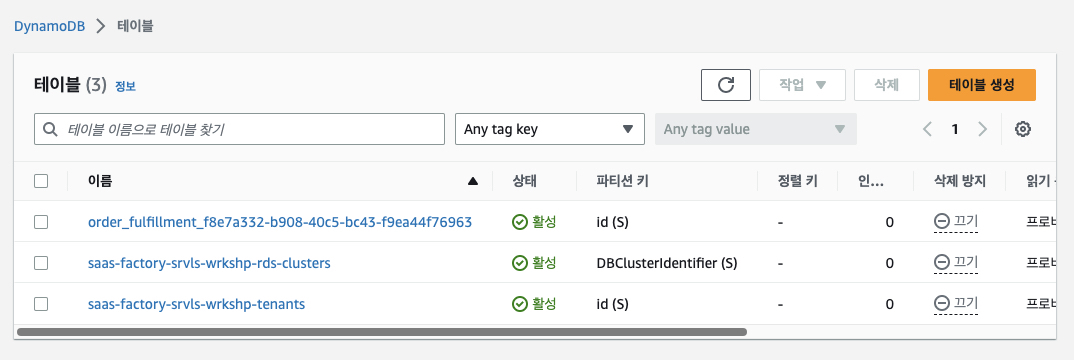 DynamoDB > 테이블
테이블 (3) 정보 작업 삭제 테이블 생성
테이블 이름으로 테이블 찾기 Any tag key Any tag value 1
이름 상태 파티션 키 정렬 키 인... 삭제 방지 읽기
order_fulfillment_f8e7a332-b908-40c5-bc43-f9ea44f76963 활성 id (S) - 0 끄기 프로비
saas-factory-srvls-wrkshp-rds-clusters 활성 DBClusterIdentifier (S) - 0 끄기 프로비
saas-factory-srvls-wrkshp-tenants 활성 id (S) - 0 끄기 프로비